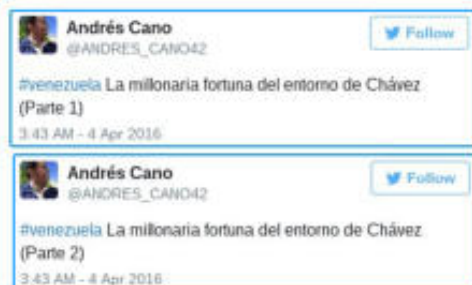 Andrés Cano
Follow
@ANDRES_CANO42
#venezuela La millonaria fortuna del entorno de Chávez
(Parte 1)
3:43 AM - 4 Apr 2016
Andrés Cano
Follow
@ANDRES_CANO42
#venezuela La millonaria fortuna del entorno de Chávez
(Parte 2)
3:43 AM - 4 Apr 2016